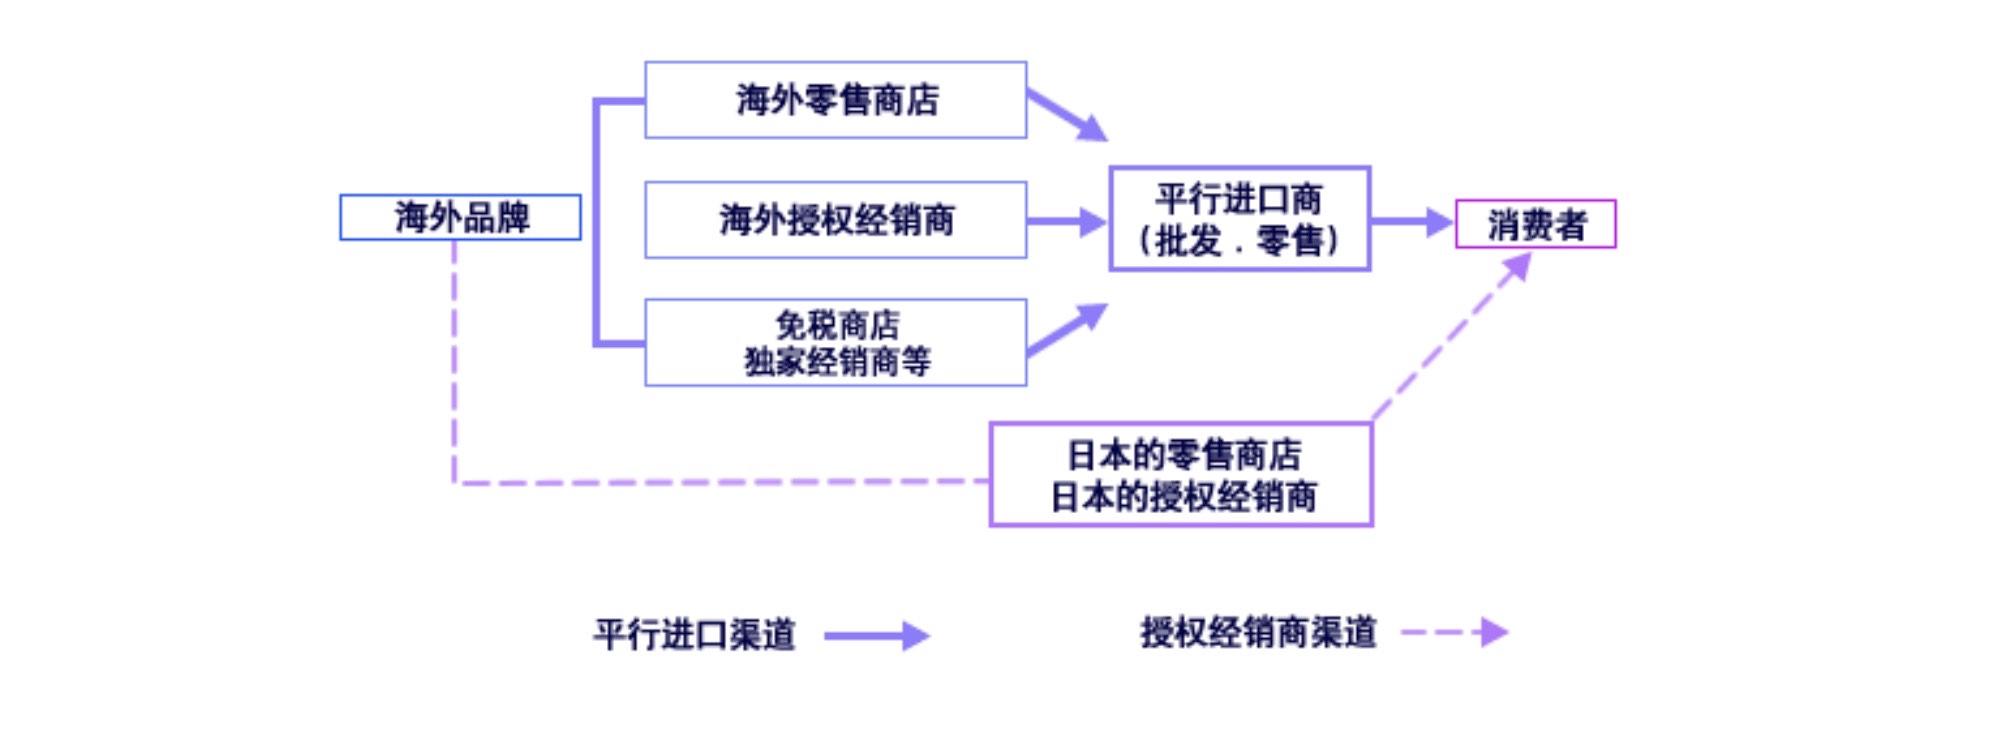 海外零售商店
海外品牌
海外授权经销商
平行进口商
(批发．零售)
消费者
免税商店
独家经销商等
日本的零售商店
日本的授权经销商
平行进口渠道
授权经销商渠道